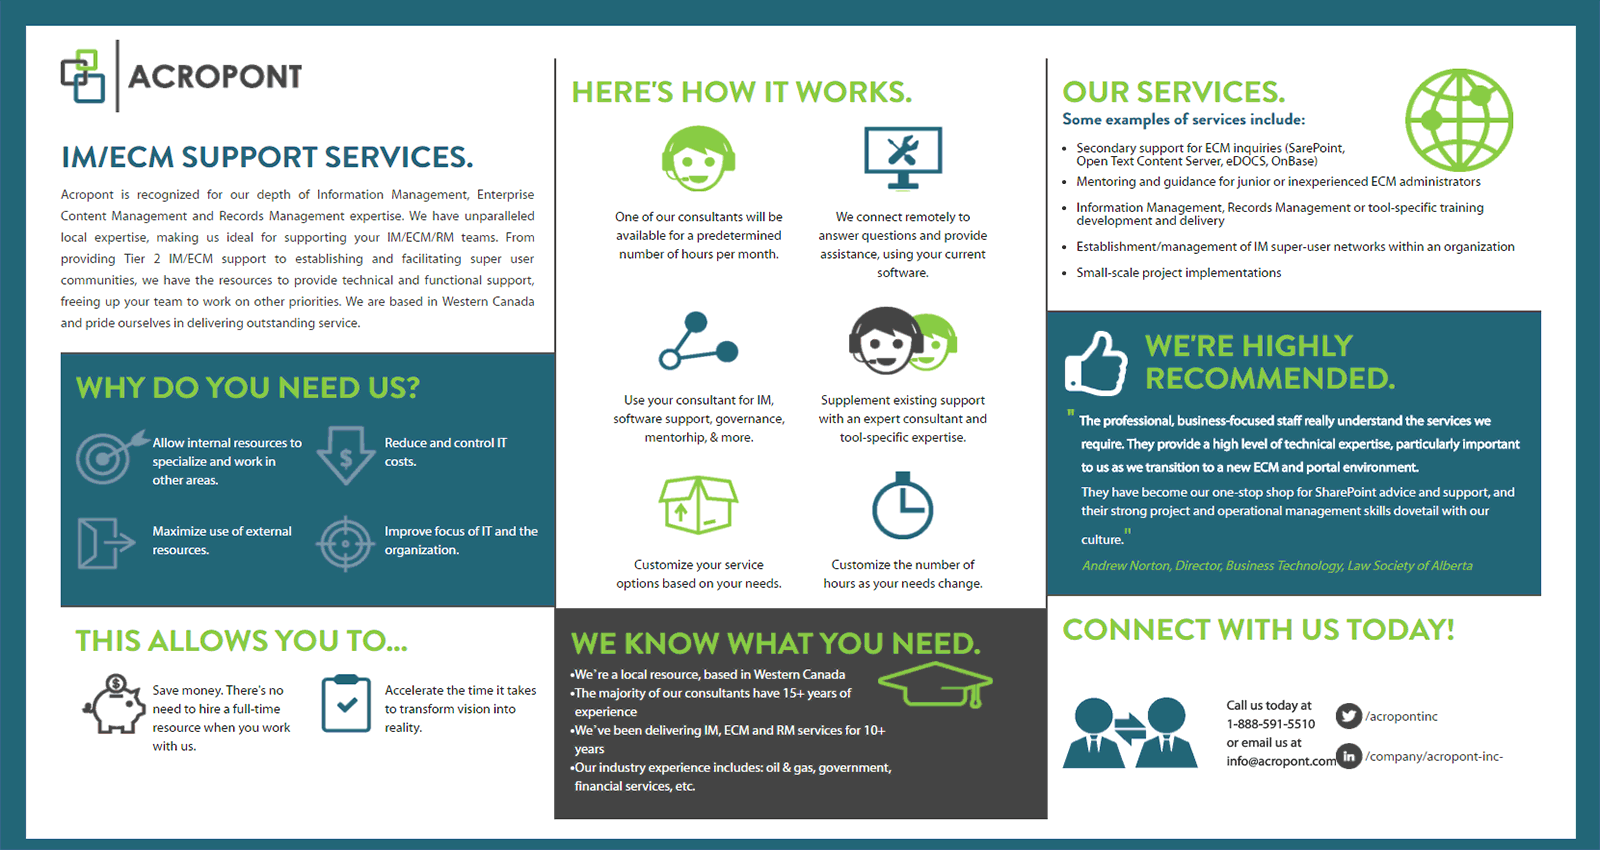 ACROPONT
IM/ECM SUPPORT SERVICES.
Acropont is recognized for our depth of Information Management, Enterprise
Content Management and Records Management expertise. We have unparalleled
local expertise, making us ideal for supporting your IM/ECM/RM teams. From
providing Tier 2 IM/ECM support to establishing and facilitating super user
communities, we have the resources to provide technical and functional support,
freeing up your team to work on other priorities. We are based in Western Canada
and pride ourselves in delivering outstanding service.
WHY DO YOU NEED US?
Allow internal resources to
specialize and work in
other areas.
$
Reduce and control IT
costs.
Maximize use of external
resources.
Improve focus of IT and the
organization.
THIS ALLOWS YOU TO...
$
Save money. There's no
need to hire a full-time
resource when you work
with us.
Accelerate the time it takes
to transform vision into
reality.
HERE'S HOW IT WORKS.
One of our consultants will be
available for a predetermined
number of hours per month.
We connect remotely to
answer questions and provide
assistance, using your current
software.
Use your consultant for IM,
software support, governance,
mentorhip, & more.
Supplement existing support
with an expert consultant and
tool-specific expertise.
Customize your service
options based on your needs.
Customize the number of
hours as your needs change.
WE KNOW WHAT YOU NEED.
•We're a local resource, based in Western Canada
•The majority of our consultants have 15+ years of
experience
•We've been delivering IM, ECM and RM services for 10+
years
•Our industry experience includes: oil & gas, government,
financial services, etc.
OUR SERVICES.
Some examples of services include:
• Secondary support for ECM inquiries (SarePoint,
Open Text Content Server, eDOCS, OnBase)
• Mentoring and guidance for junior or inexperienced ECM administrators
• Information Management, Records Management or tool-specific training
development and delivery
• Establishment/management of IM super-user networks within an organization
• Small-scale project implementations
WE'RE HIGHLY
RECOMMENDED.
" The professional, business-focused staff really understand the services we
require. They provide a high level of technical expertise, particularly important
to us as we transition to a new ECM and portal environment.
They have become our one-stop shop for SharePoint advice and support, and
their strong project and operational management skills dovetail with our
culture."
Andrew Norton, Director, Business Technology, Law Society of Alberta
CONNECT WITH US TODAY!
Call us today at
1-888-591-5510
or email us at
info@acropont.com
/acropontinc
in /company/acropont-inc-